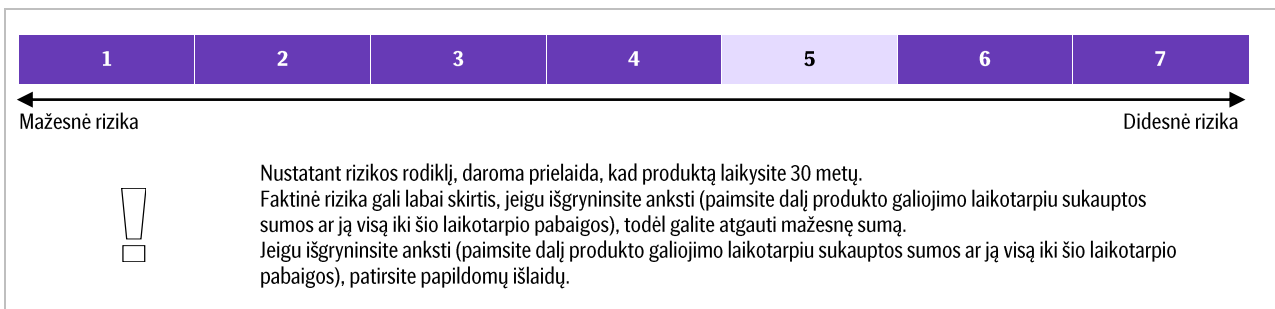 1 2 3 4 5 6 7
Mažesnė rizika Didesnė rizika
Nustatant rizikos rodiklį, daroma prielaida, kad produktą laikysite 30 metų.
Faktinė rizika gali labai skirtis, jeigu išgryninsite anksti (paimsite dalį produkto galiojimo laikotarpiu sukauptos
sumos ar ją visą iki šio laikotarpio pabaigos), todėl galite atgauti mažesnę sumą.
Jeigu išgryninsite anksti (paimsite dalį produkto galiojimo laikotarpiu sukauptos sumos ar ją visą iki šio laikotarpio
pabaigos), patirsite papildomų išlaidų.